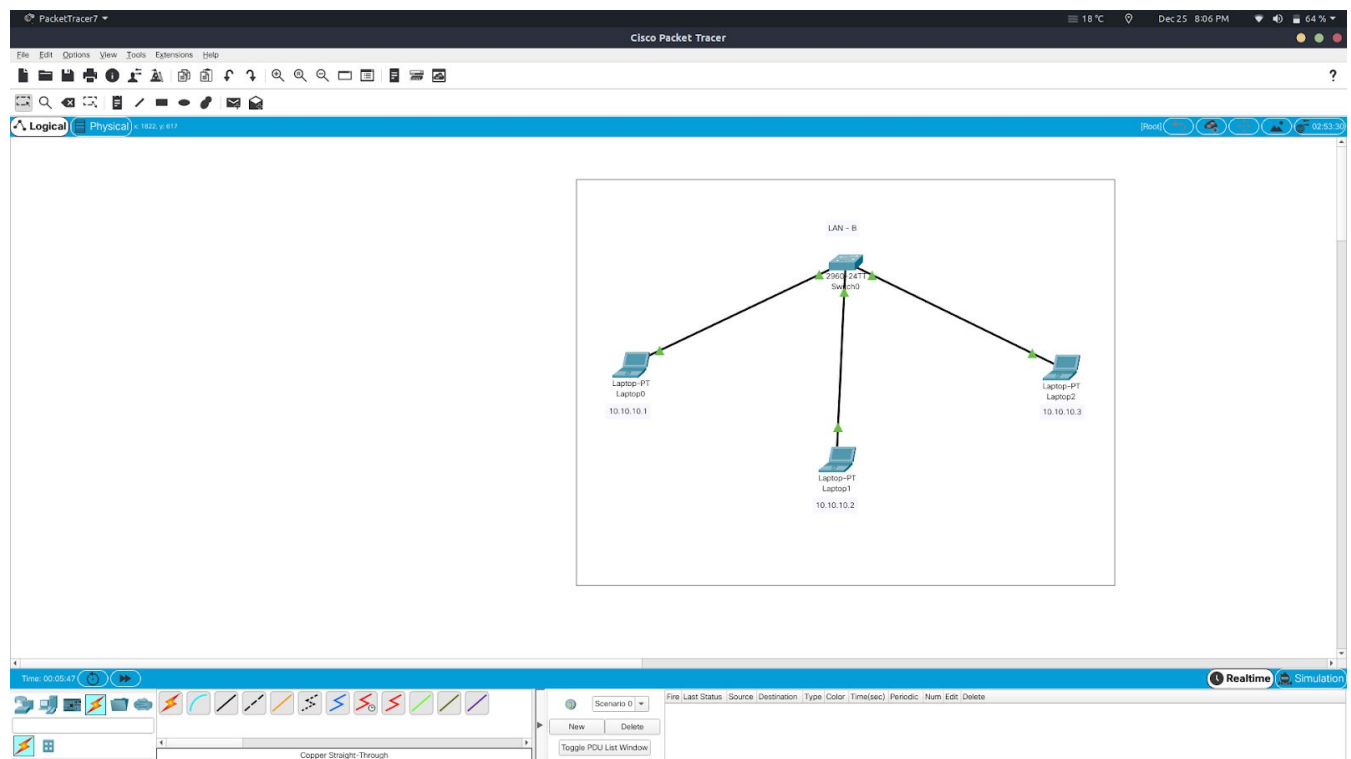 PacketTracer7
18 °C
Dec 25 8:06 PM
64 %
Cisco Packet Tracer
File Edit Options View Tools Extensions Help
?
Logical
Physical
x: 1822, y: 617
[Root]
02:53:30
LAN - B
2960-24TT
Switch0
Laptop-PT
Laptop0
10.10.10.1
Laptop-PT
Laptop2
10.10.10.3
Laptop-PT
Laptop1
10.10.10.2
Time: 00:05:47
Realtime
Simulation
Scenario 0
Fire Last Status Source Destination Type Color Time(sec) Periodic Num Edit Delete
New
Delete
Toggle PDU List Window
Copper Straight-Through